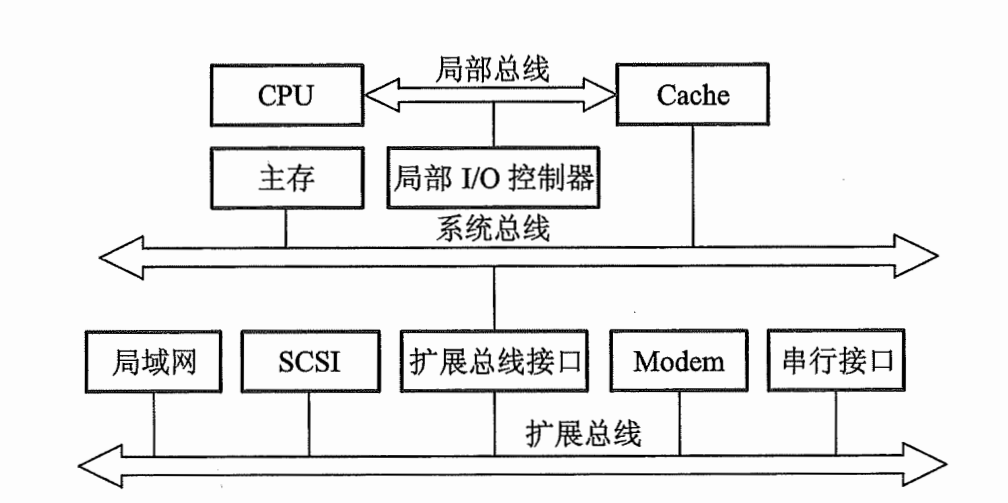 局部总线
CPU
Cache
主存
局部 I/O 控制器
系统总线
局域网
SCSI
扩展总线接口
Modem
串行接口
扩展总线